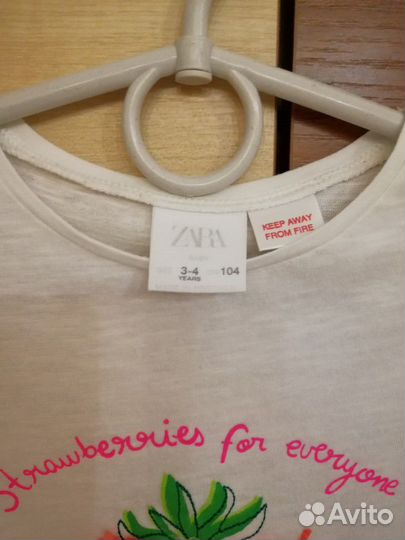 ZARA
3-4 104
YEARS
KEEP AWAY
FROM FIRE
Strawberries for everyone
Avito